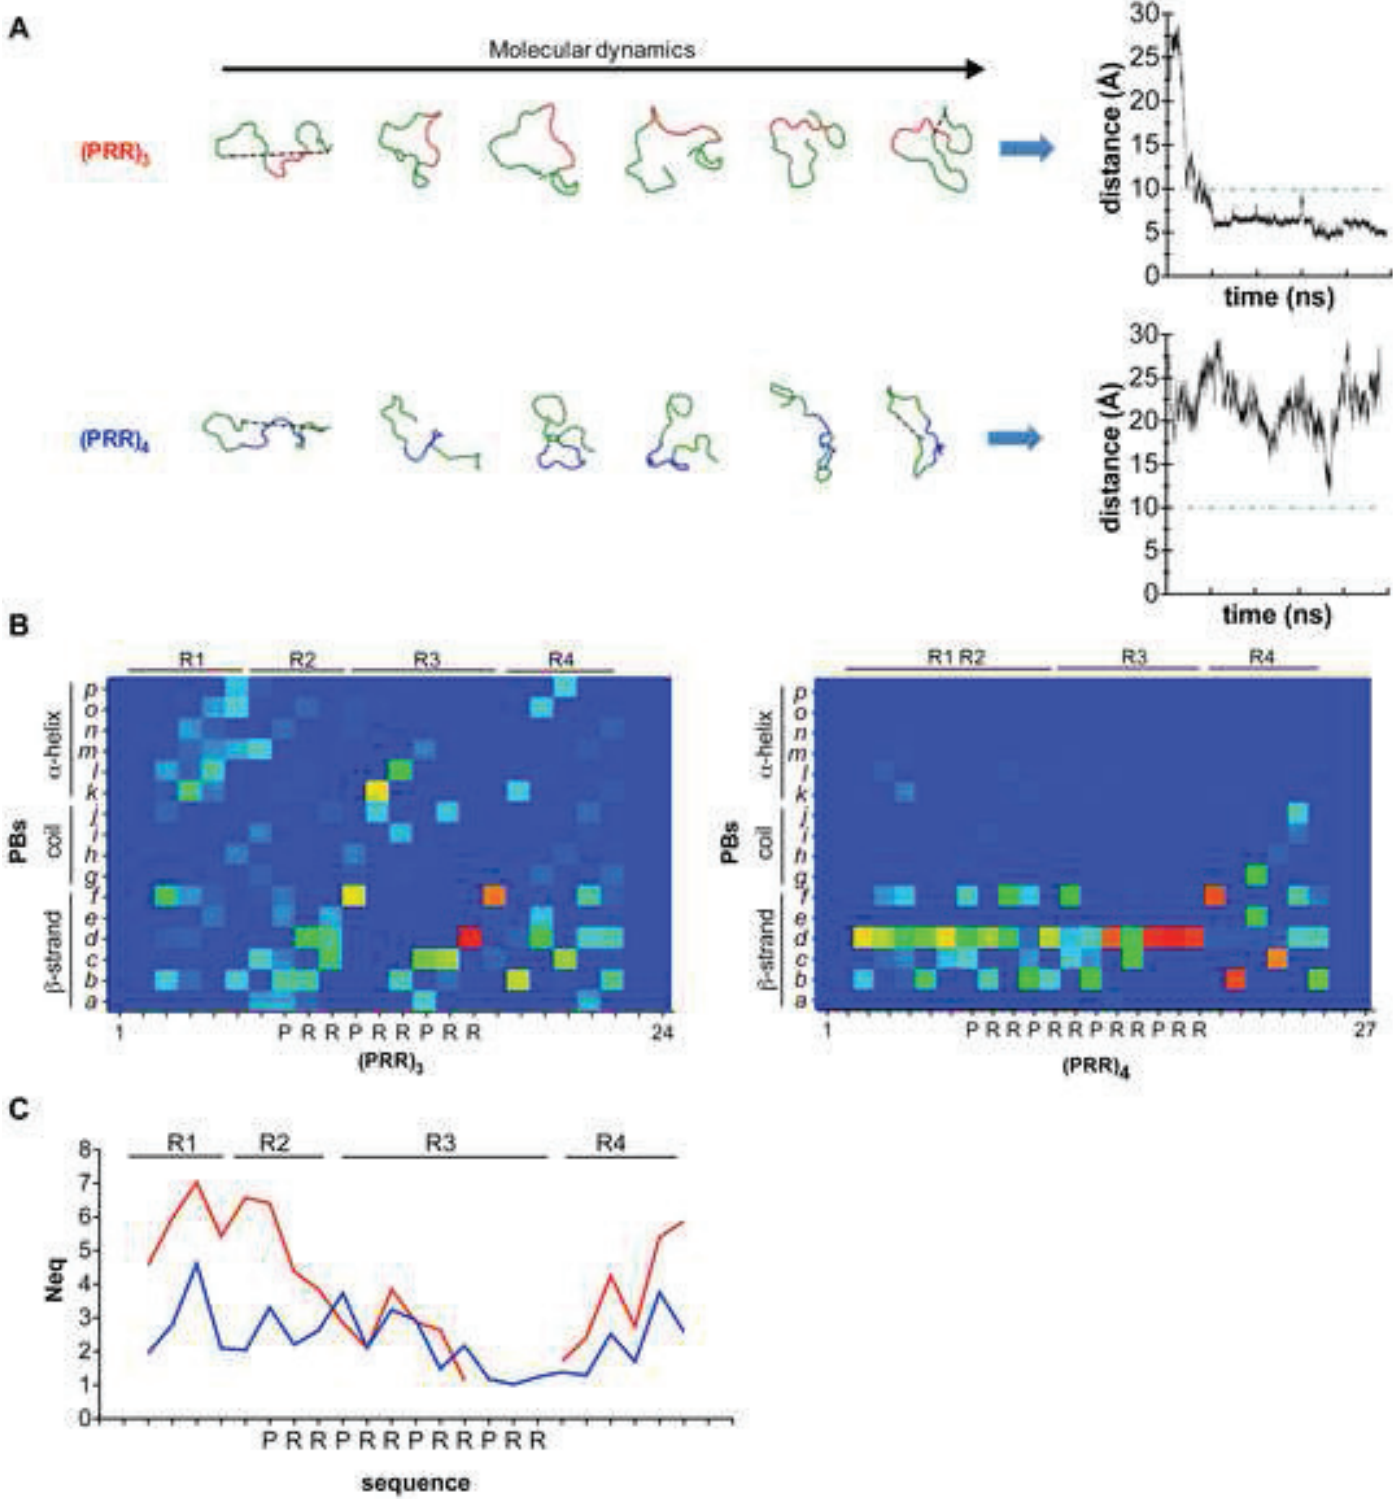 A
Molecular dynamics
(PRR)3
30
25
20
15
10
5
0
distance (Å)
time (ns)
(PRR)4
30
25
20
15
10
5
0
distance (Å)
time (ns)
B
R1 R2 R3 R4
p
o
n
m
l
k
j
i
h
g
f
e
d
c
b
a
α-helix
coil
β-strand
PBs
1 P R R P R R P R R 24
(PRR)3
R1 R2 R3 R4
p
o
n
m
l
k
j
i
h
g
f
e
d
c
b
a
α-helix
coil
β-strand
PBs
1 P R R P R R P R R P R R 27
(PRR)4
C
R1 R2 R3 R4
8
7
6
5
4
3
2
1
0
Neq
P R R P R R P R R P R R
sequence